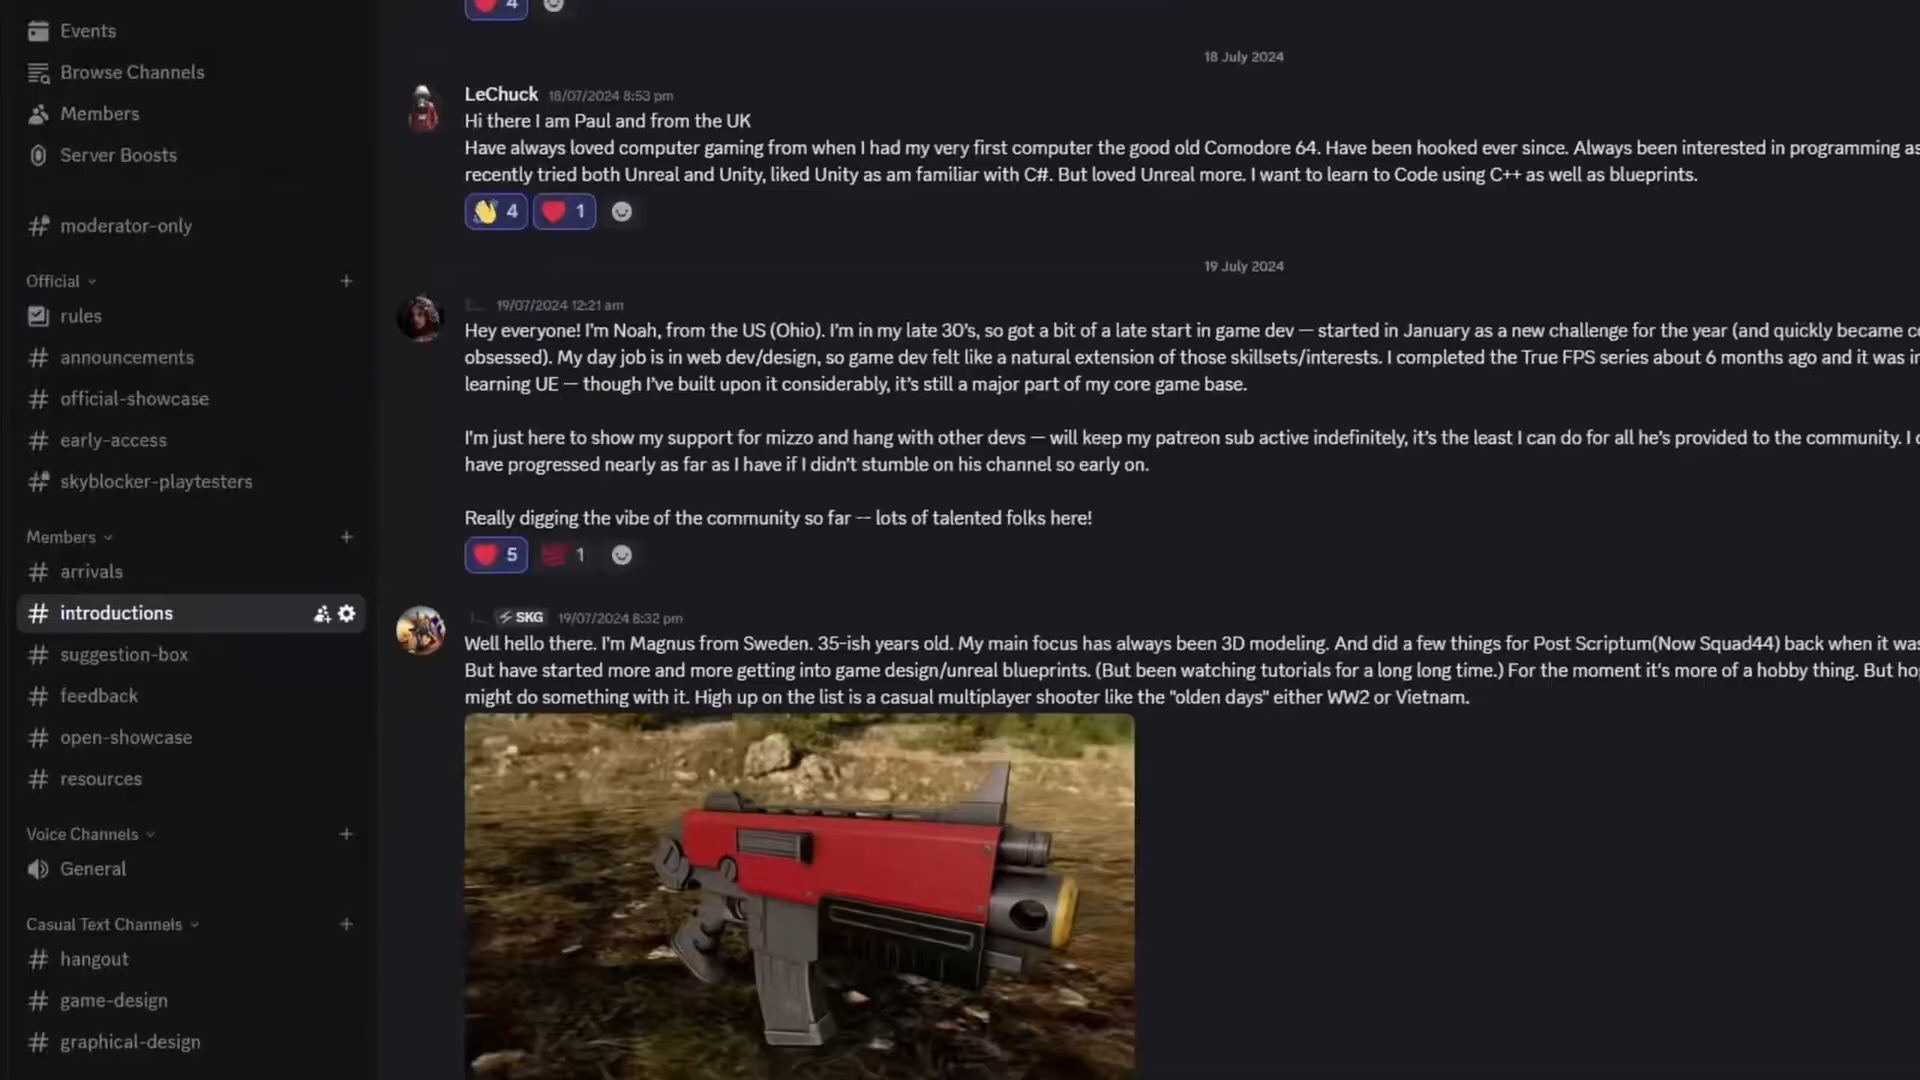 Events
Browse Channels
Members
Server Boosts
moderator-only
Official
rules
announcements
official-showcase
early-access
skyblocker-playtesters
Members
arrivals
introductions
suggestion-box
feedback
open-showcase
resources
Voice Channels
General
Casual Text Channels
hangout
game-design
graphical-design
4
18 July 2024
LeChuck 18/07/2024 8:53 pm
Hi there I am Paul and from the UK
Have always loved computer gaming from when I had my very first computer the good old Comodore 64. Have been hooked ever since. Always been interested in programming as
recently tried both Unreal and Unity, liked Unity as am familiar with C#. But loved Unreal more. I want to learn to Code using C++ as well as blueprints.
4 1
19 July 2024
19/07/2024 12:21 am
Hey everyone! I'm Noah, from the US (Ohio). I'm in my late 30's, so got a bit of a late start in game dev — started in January as a new challenge for the year (and quickly became
obsessed). My day job is in web dev/design, so game dev felt like a natural extension of those skillsets/interests. I completed the True FPS series about 6 months ago and it was
learning UE — though I've built upon it considerably, it's still a major part of my core game base.
I'm just here to show my support for mizzo and hang with other devs — will keep my patreon sub active indefinitely, it's the least I can do for all he's provided to the community. I
have progressed nearly as far as I have if I didn't stumble on his channel so early on.
Really digging the vibe of the community so far -- lots of talented folks here!
5 1
SKG 19/07/2024 8:32 pm
Well hello there. I'm Magnus from Sweden. 35-ish years old. My main focus has always been 3D modeling. And did a few things for Post Scriptum(Now Squad44) back when it was
But have started more and more getting into game design/unreal blueprints. (But been watching tutorials for a long long time.) For the moment it's more of a hobby thing. But
might do something with it. High up on the list is a casual multiplayer shooter like the "olden days" either WW2 or Vietnam.